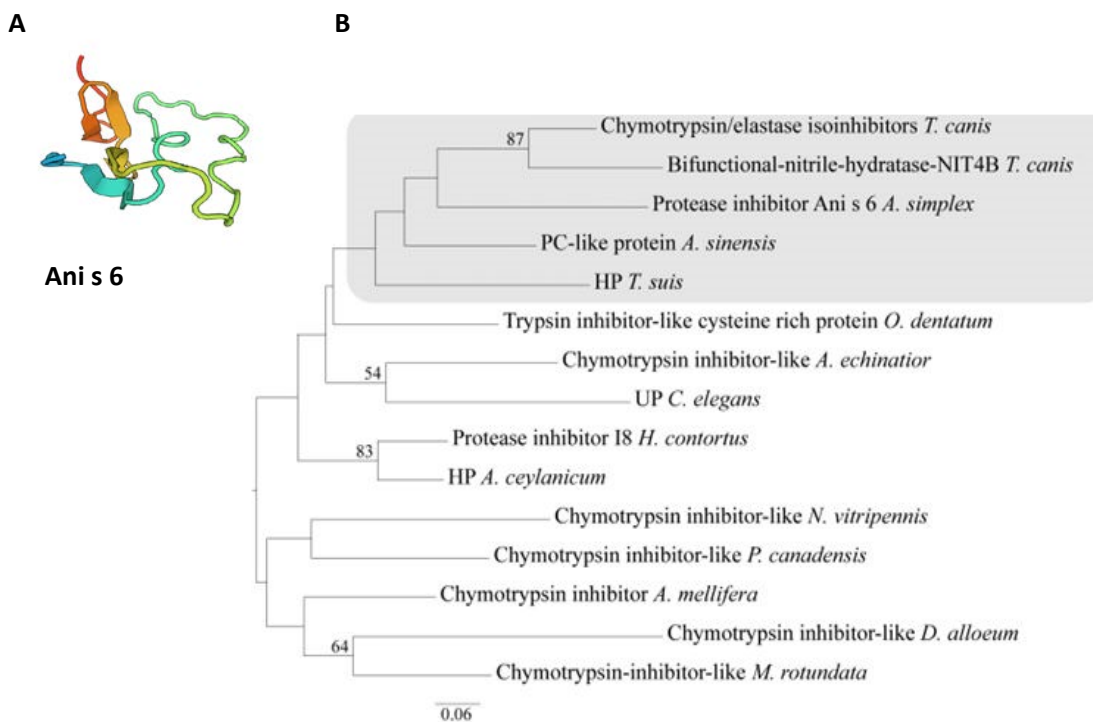 A
B
Ani s 6
87
Chymotrypsin/elastase isoinhibitors T. canis
Bifunctional-nitrile-hydratase-NIT4B T. canis
Protease inhibitor Ani s 6 A. simplex
PC-like protein A. sinensis
HP T. suis
Trypsin inhibitor-like cysteine rich protein O. dentatum
54
Chymotrypsin inhibitor-like A. echinatior
UP C. elegans
83
Protease inhibitor I8 H. contortus
HP A. ceylanicum
Chymotrypsin inhibitor-like N. vitripennis
Chymotrypsin inhibitor-like P. canadensis
Chymotrypsin inhibitor A. mellifera
64
Chymotrypsin inhibitor-like D. alloeum
Chymotrypsin-inhibitor-like M. rotundata
0.06